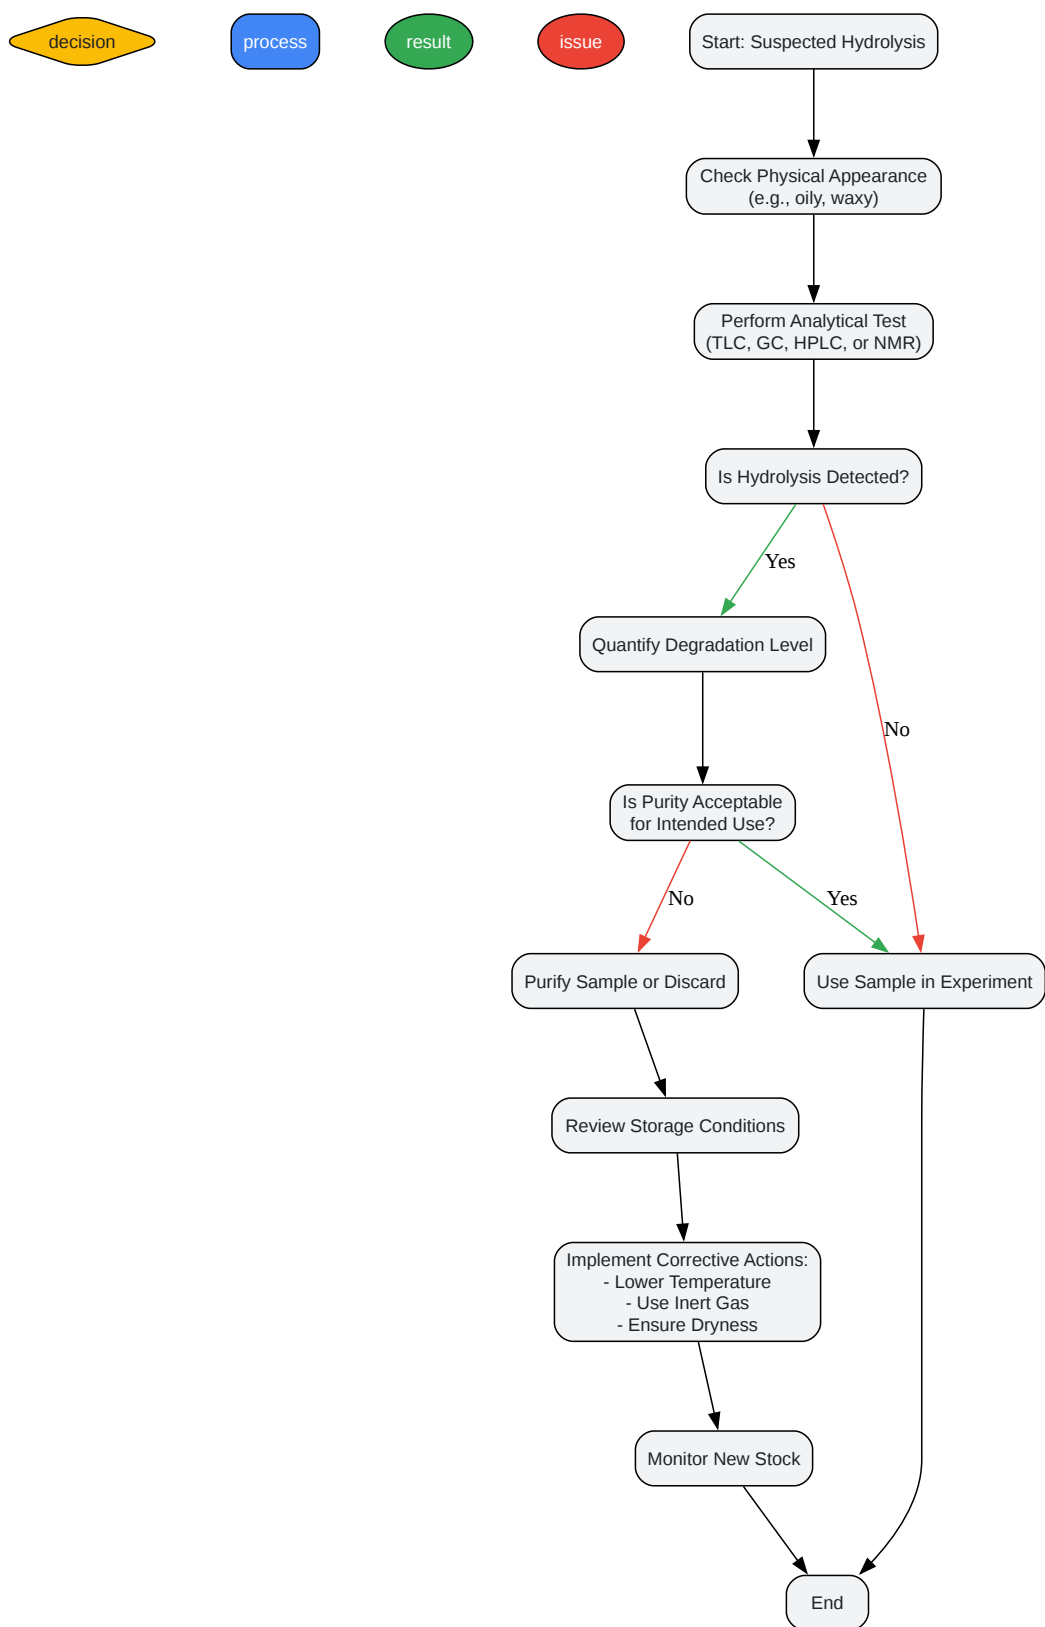 decision
process
result
issue
Start: Suspected Hydrolysis
Check Physical Appearance
(e.g., oily, waxy)
Perform Analytical Test
(TLC, GC, HPLC, or NMR)
Is Hydrolysis Detected?
Yes
Quantify Degradation Level
No
Is Purity Acceptable
for Intended Use?
No
Yes
Purify Sample or Discard
Use Sample in Experiment
Review Storage Conditions
Implement Corrective Actions:
- Lower Temperature
- Use Inert Gas
- Ensure Dryness
Monitor New Stock
End